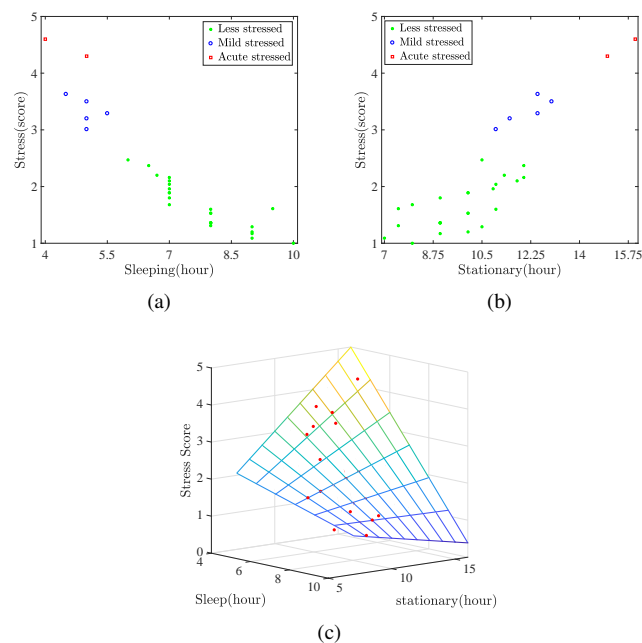 5
4
3
2
1
Stress(score)
Less stressed
Mild stressed
Acute stressed
4
5.5
7
8.5
10
Sleeping(hour)
(a)
5
4
3
2
1
Stress(score)
Less stressed
Mild stressed
Acute stressed
7
8.75
10.5
12.25
14
15.75
Stationary(hour)
(b)
5
4
3
2
1
0
Stress Score
4
6
8
10
Sleep(hour)
5
10
15
stationary(hour)
(c)